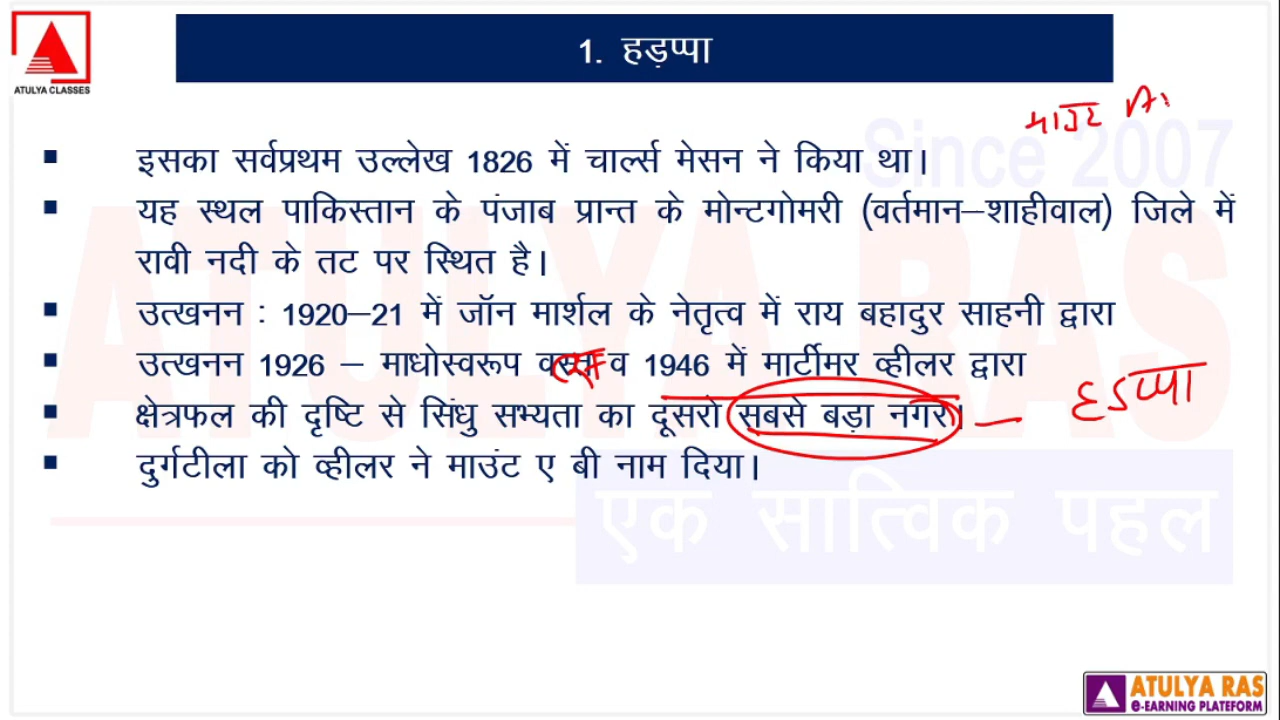 ATULYA CLASSES
1. हड़प्पा
Since 2007
▪ इसका सर्वप्रथम उल्लेख 1826 में चार्ल्स मेसन ने किया था।
▪ यह स्थल पाकिस्तान के पंजाब प्रान्त के मोन्टगोमरी (वर्तमान–शाहीवाल) जिले में
रावी नदी के तट पर स्थित है।
▪ उत्खनन : 1920–21 में जॉन मार्शल के नेतृत्व में राय बहादुर साहनी द्वारा
▪ उत्खनन 1926 – माधोस्वरूप व 1946 में मार्टीमर व्हीलर द्वारा
▪ क्षेत्रफल की दृष्टि से सिंधु सभ्यता का दूसरो सबसे बड़ा नगर। – हडप्पा
▪ दुर्गटीला को व्हीलर ने माउंट ए बी नाम दिया।
ATULYA RAS
एक सात्विक पहल
ATULYA RAS
e-EARNING PLATEFORM